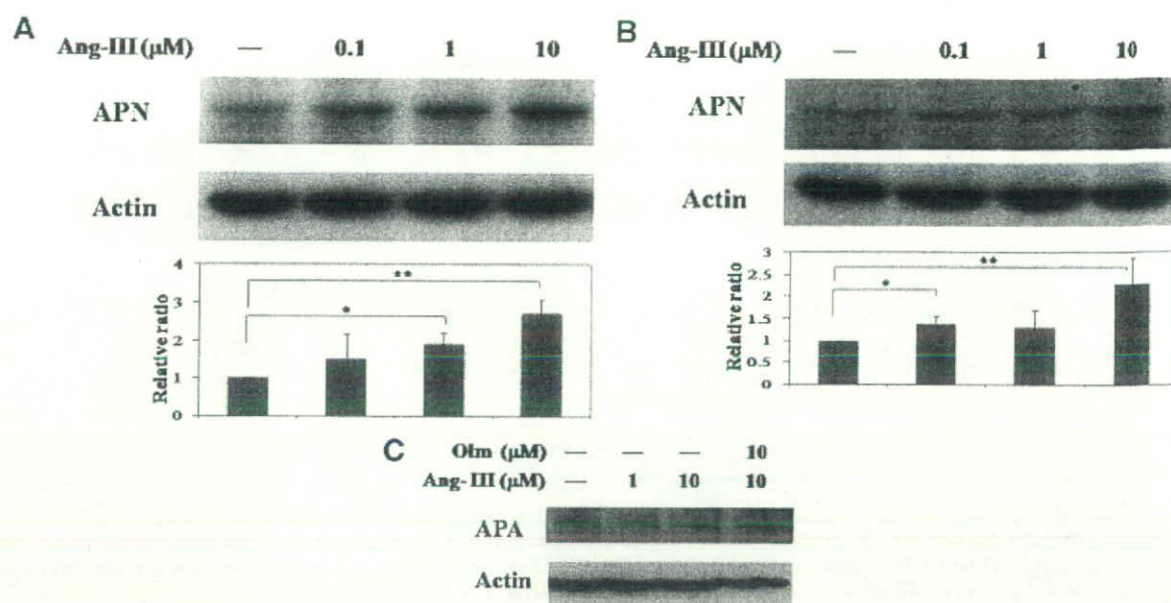 A
Ang-III (μM) — 0.1 1 10
APN
Actin
Relative ratio
4
3
2
1
0
*
**
B
Ang-III (μM) — 0.1 1 10
APN
Actin
Relative ratio
3
2.5
2
1.5
1
0.5
0
*
**
C
Olm (μM) — — — 10
Ang-III (μM) — 1 10 10
APA
Actin